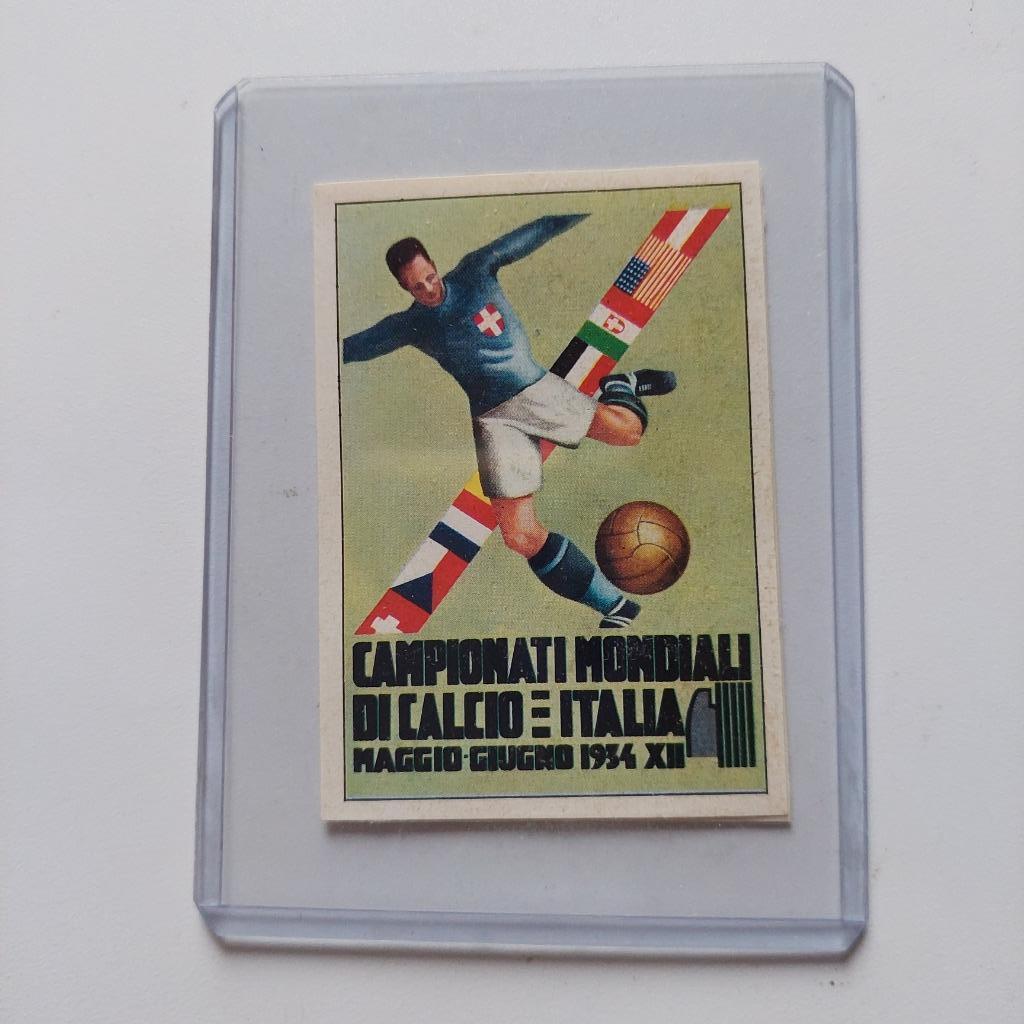 CAMPIONATI MONDIALI
DI CALCIO ITALIA
MAGGIO-GIUGNO 1934 XII